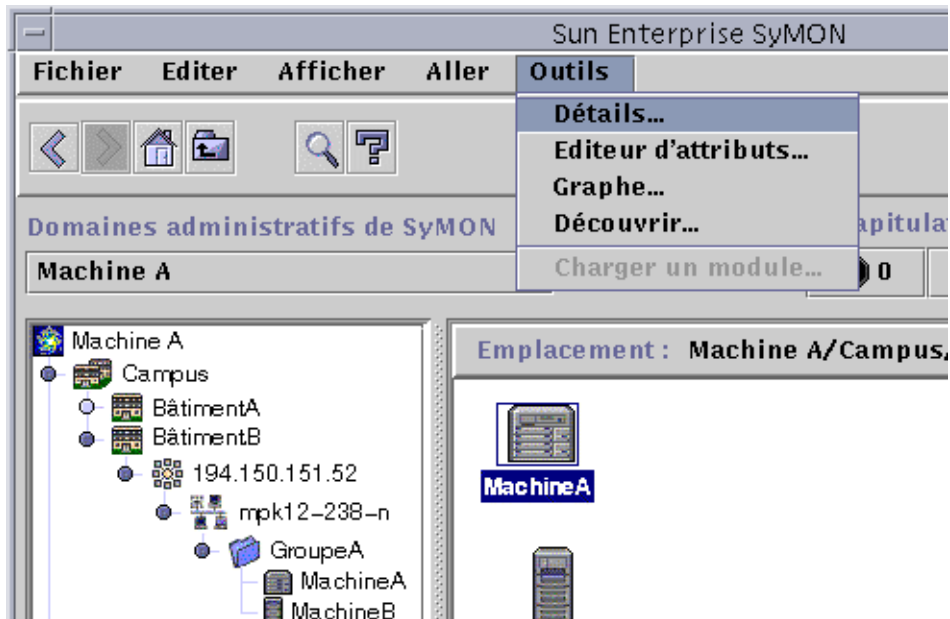 Sun Enterprise SyMON
Fichier Editer Afficher Aller Outils
Détails...
Editeur d'attributs...
Graphe...
Découvrir...
Charger un module...
Domaines administratifs de SyMON
Machine A
0
Machine A
Campus
BâtimentA
BâtimentB
194.150.151.52
mpk12-238-n
GroupeA
MachineA
MachineB
Emplacement : Machine A/Campus/
MachineA